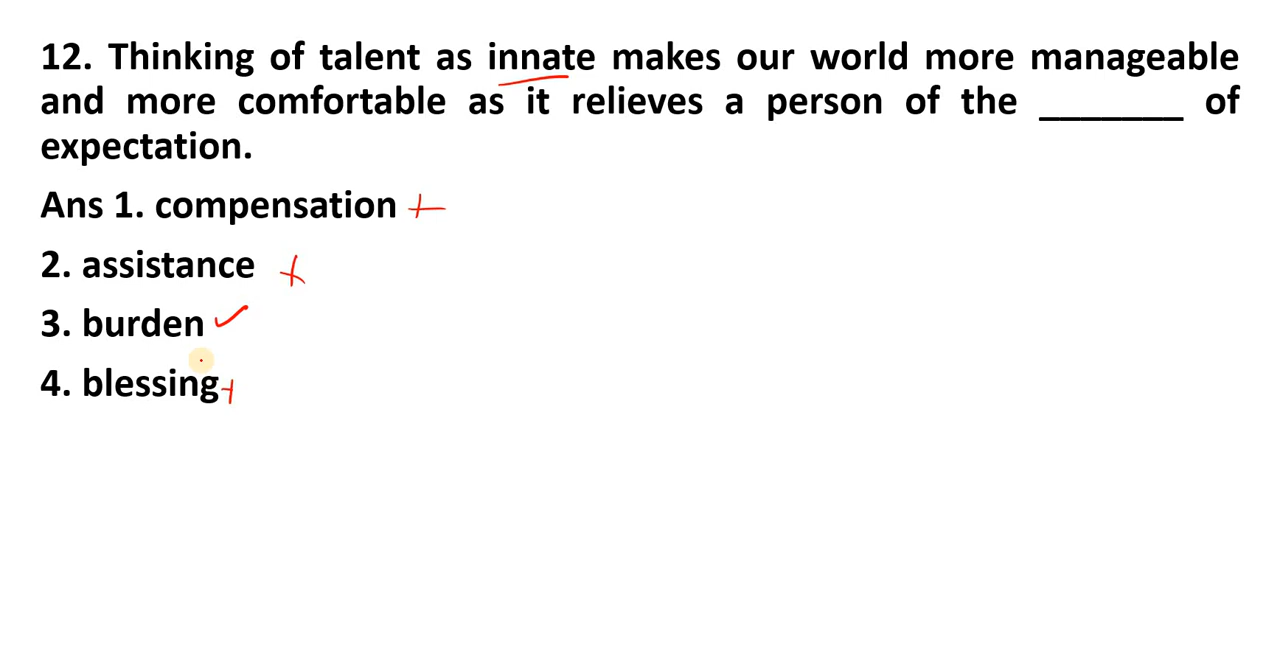 12. Thinking of talent as innate makes our world more manageable
and more comfortable as it relieves a person of the _______ of
expectation.
Ans 1. compensation
2. assistance
3. burden
4. blessing